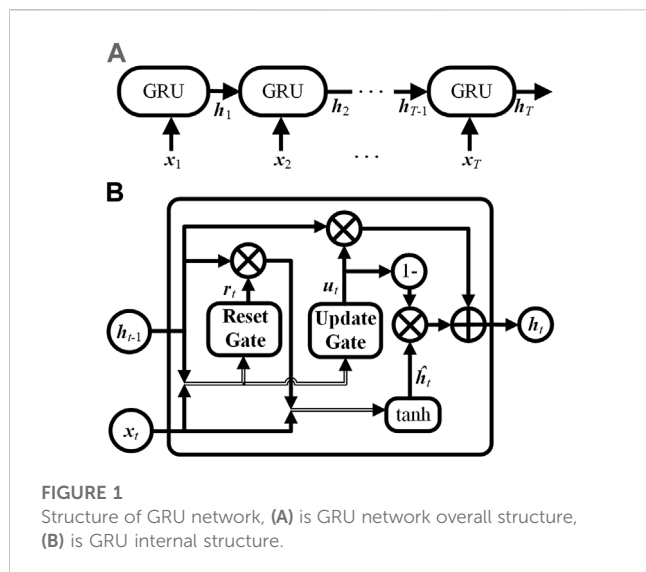 A
GRU GRU GRU
h1 h2 ··· hT-1 hT
x1 x2 ··· xT
B
1-
rt ut
Reset Gate
Update Gate
ht-1 ht
ĥt
xt tanh
FIGURE 1
Structure of GRU network, (A) is GRU network overall structure,
(B) is GRU internal structure.